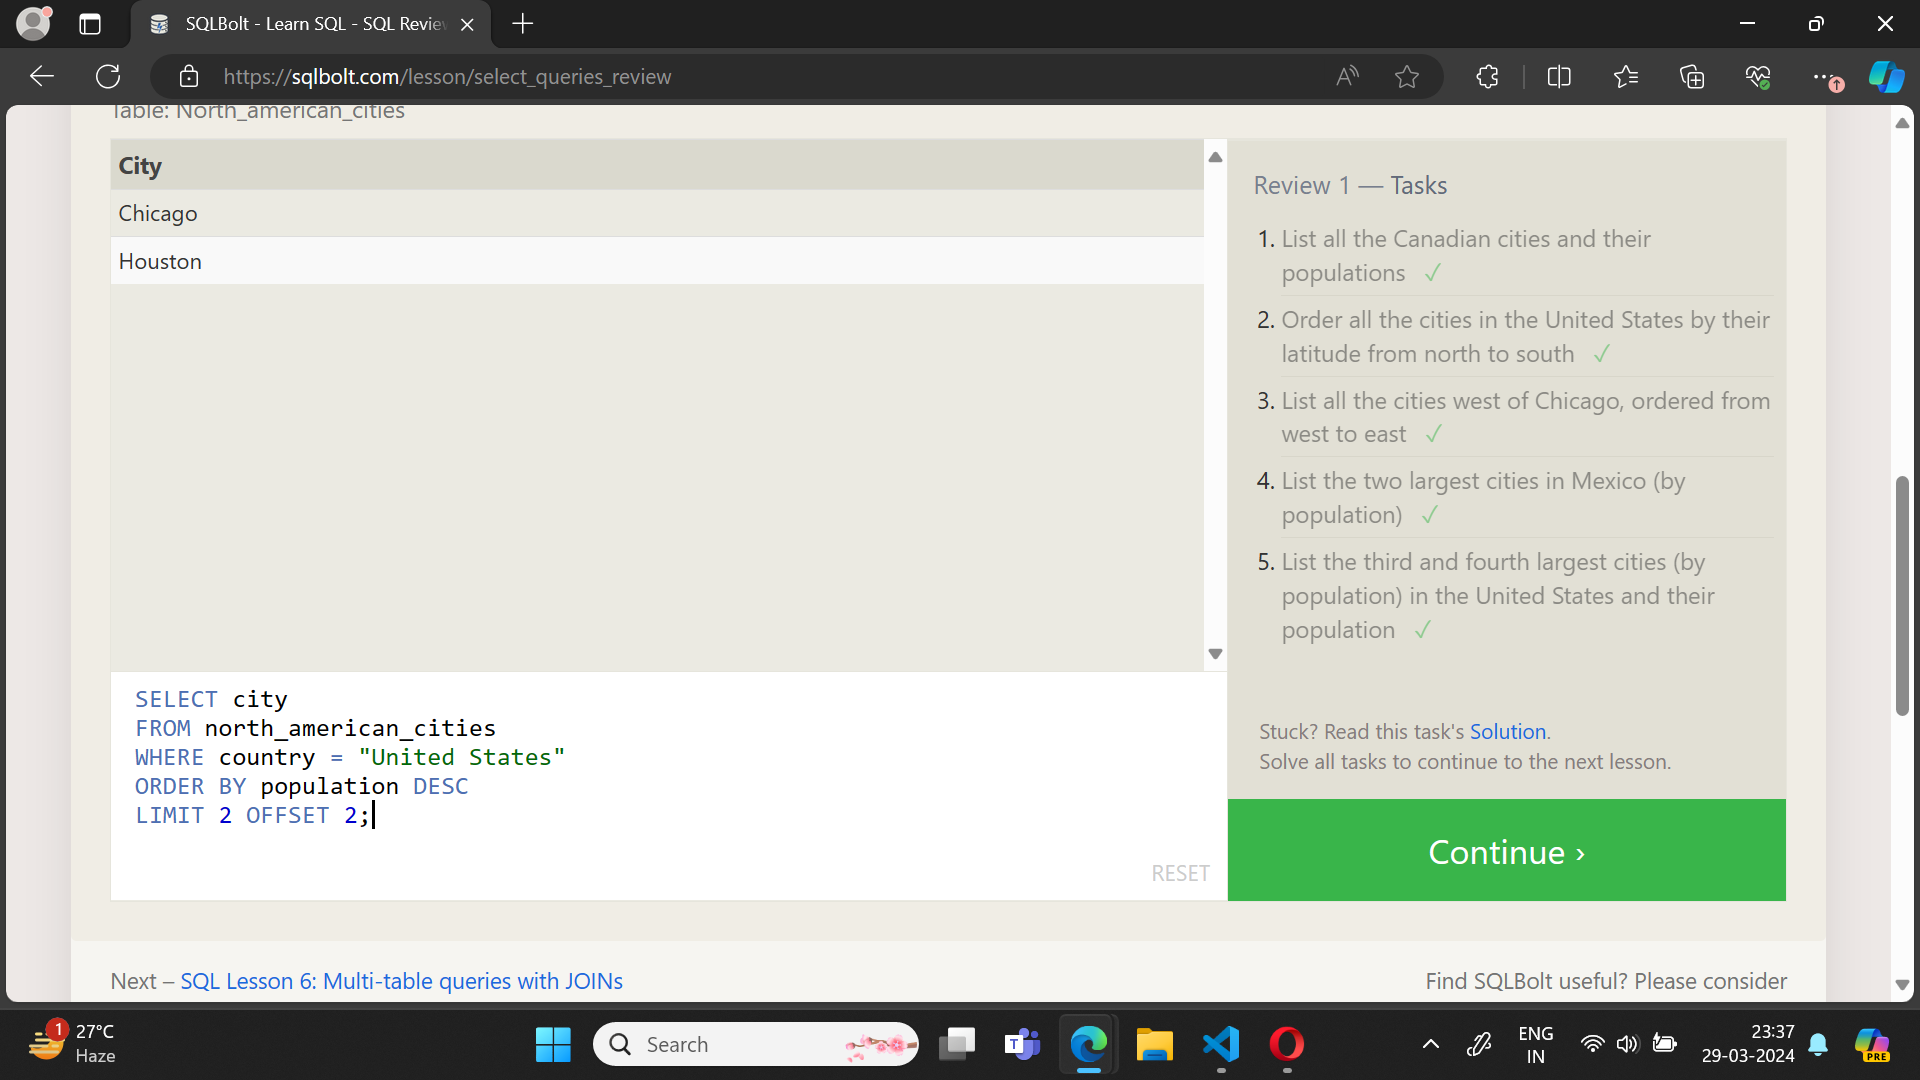 SQLBolt - Learn SQL - SQL Revie
https://sqlbolt.com/lesson/select_queries_review
Table: North_american_cities
City
Chicago
Houston
Review 1 — Tasks
1. List all the Canadian cities and their
populations ✓
2. Order all the cities in the United States by their
latitude from north to south ✓
3. List all the cities west of Chicago, ordered from
west to east ✓
4. List the two largest cities in Mexico (by
population) ✓
5. List the third and fourth largest cities (by
population) in the United States and their
population ✓
SELECT city
FROM north_american_cities
WHERE country = "United States"
ORDER BY population DESC
LIMIT 2 OFFSET 2;
RESET
Stuck? Read this task's Solution.
Solve all tasks to continue to the next lesson.
Continue ›
Next – SQL Lesson 6: Multi-table queries with JOINs
Find SQLBolt useful? Please consider
1
27°C
Haze
Search
T
ENG
IN
23:37
29-03-2024
PRE